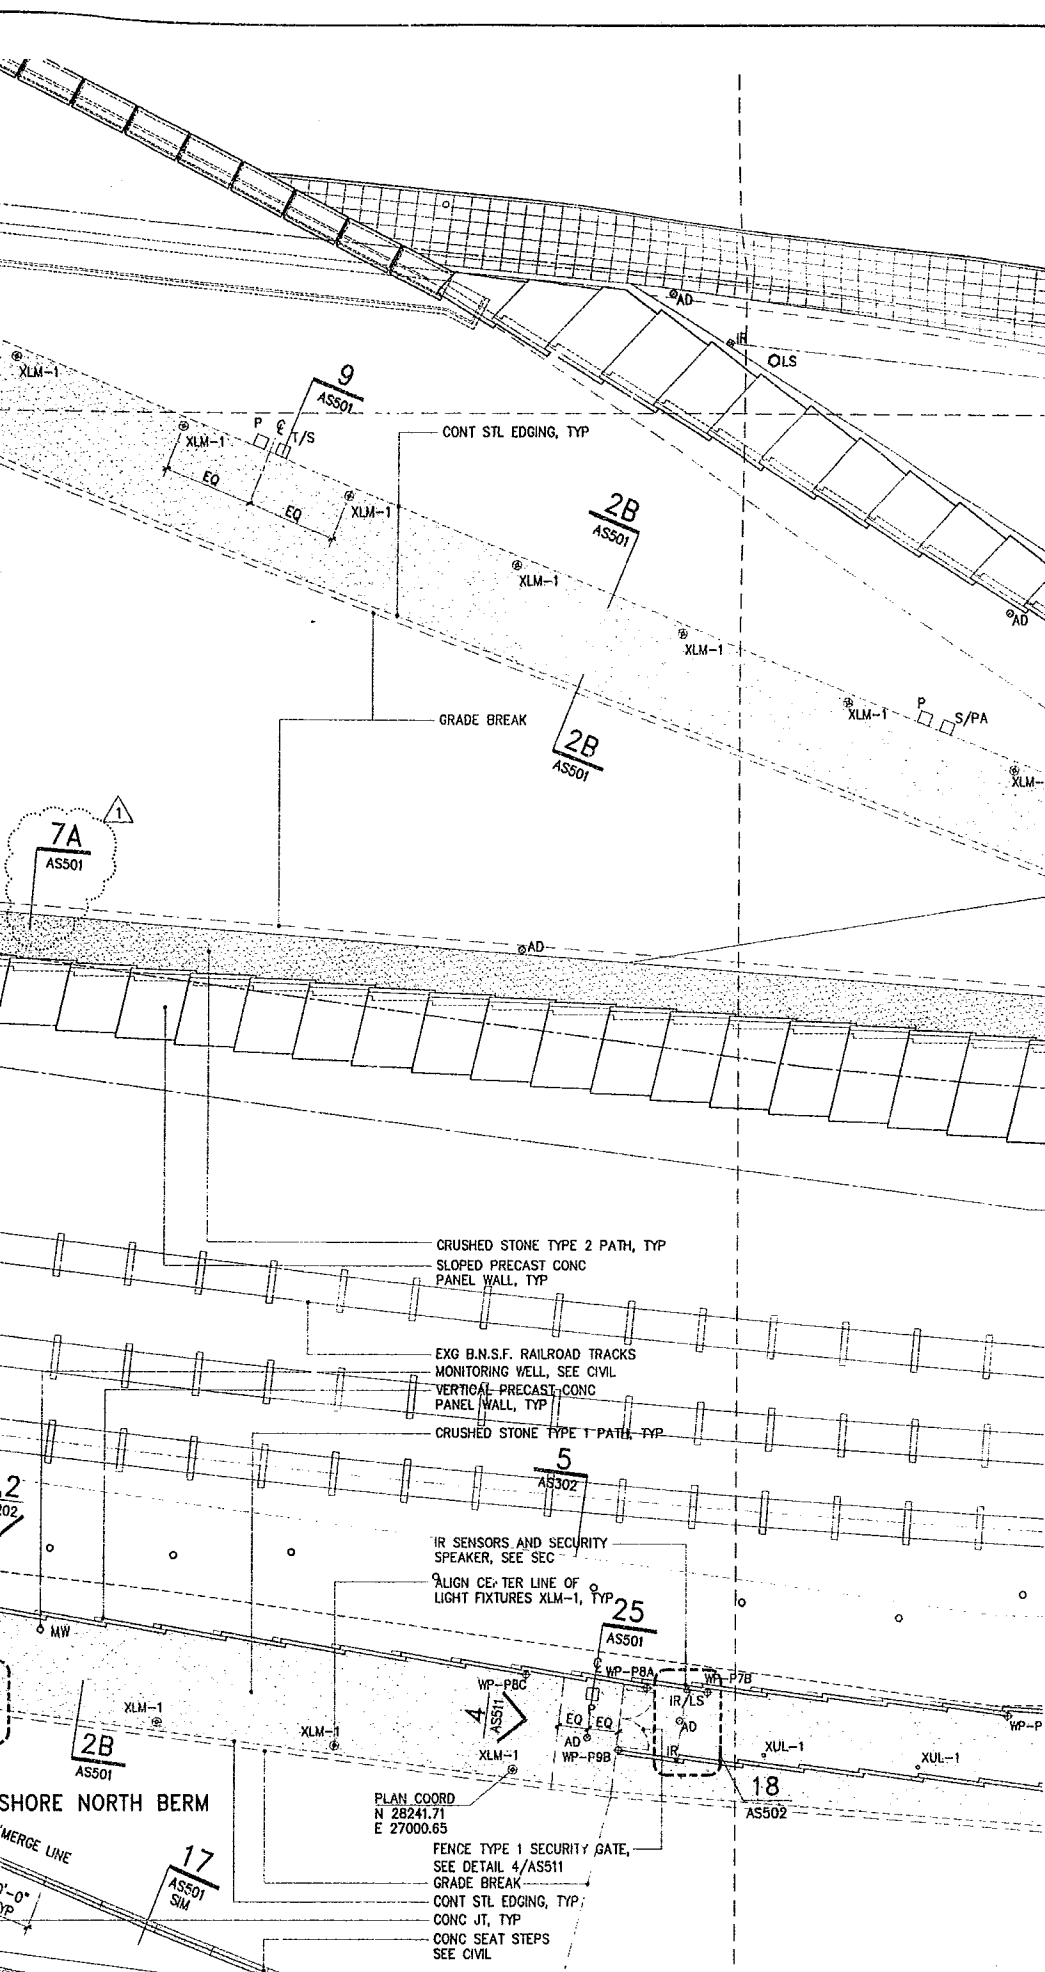 AD
IR
LS
XLM-1
9
AS501
P
℄
T/S
XLM-1
CONT STL EDGING, TYP
EQ
EQ
XLM-1
2B
AS501
XLM-1
AD
XLM-1
XLM-1
P
S/PA
GRADE BREAK
2B
AS501
XLM-
1
7A
AS501
AD
CRUSHED STONE TYPE 2 PATH, TYP
SLOPED PRECAST CONC
PANEL WALL, TYP
EXG B.N.S.F. RAILROAD TRACKS
MONITORING WELL, SEE CIVIL
VERTICAL PRECAST CONC
PANEL WALL, TYP
CRUSHED STONE TYPE 1 PATH, TYP
5
AS302
2
202
IR SENSORS AND SECURITY
SPEAKER, SEE SEC
ALIGN CENTER LINE OF
LIGHT FIXTURES XLM-1, TYP
25
AS501
MW
℄
WP-P8A
WP-P7B
WP-P8C
IR/LS
P
4
AS511
EQ
EQ
AD
AD
WP-P
XLM-1
XLM-1
WP-P9B
IR
XUL-1
XUL-1
XLM-1
2B
AS501
18
AS502
SHORE NORTH BERM
PLAN COORD
N 28241.71
E 27000.65
MERGE LINE
FENCE TYPE 1 SECURITY GATE,
SEE DETAIL 4/AS511
17
AS501
SIM
GRADE BREAK
0'-0"
YP
CONT STL EDGING, TYP
CONC JT, TYP
CONC SEAT STEPS
SEE CIVIL